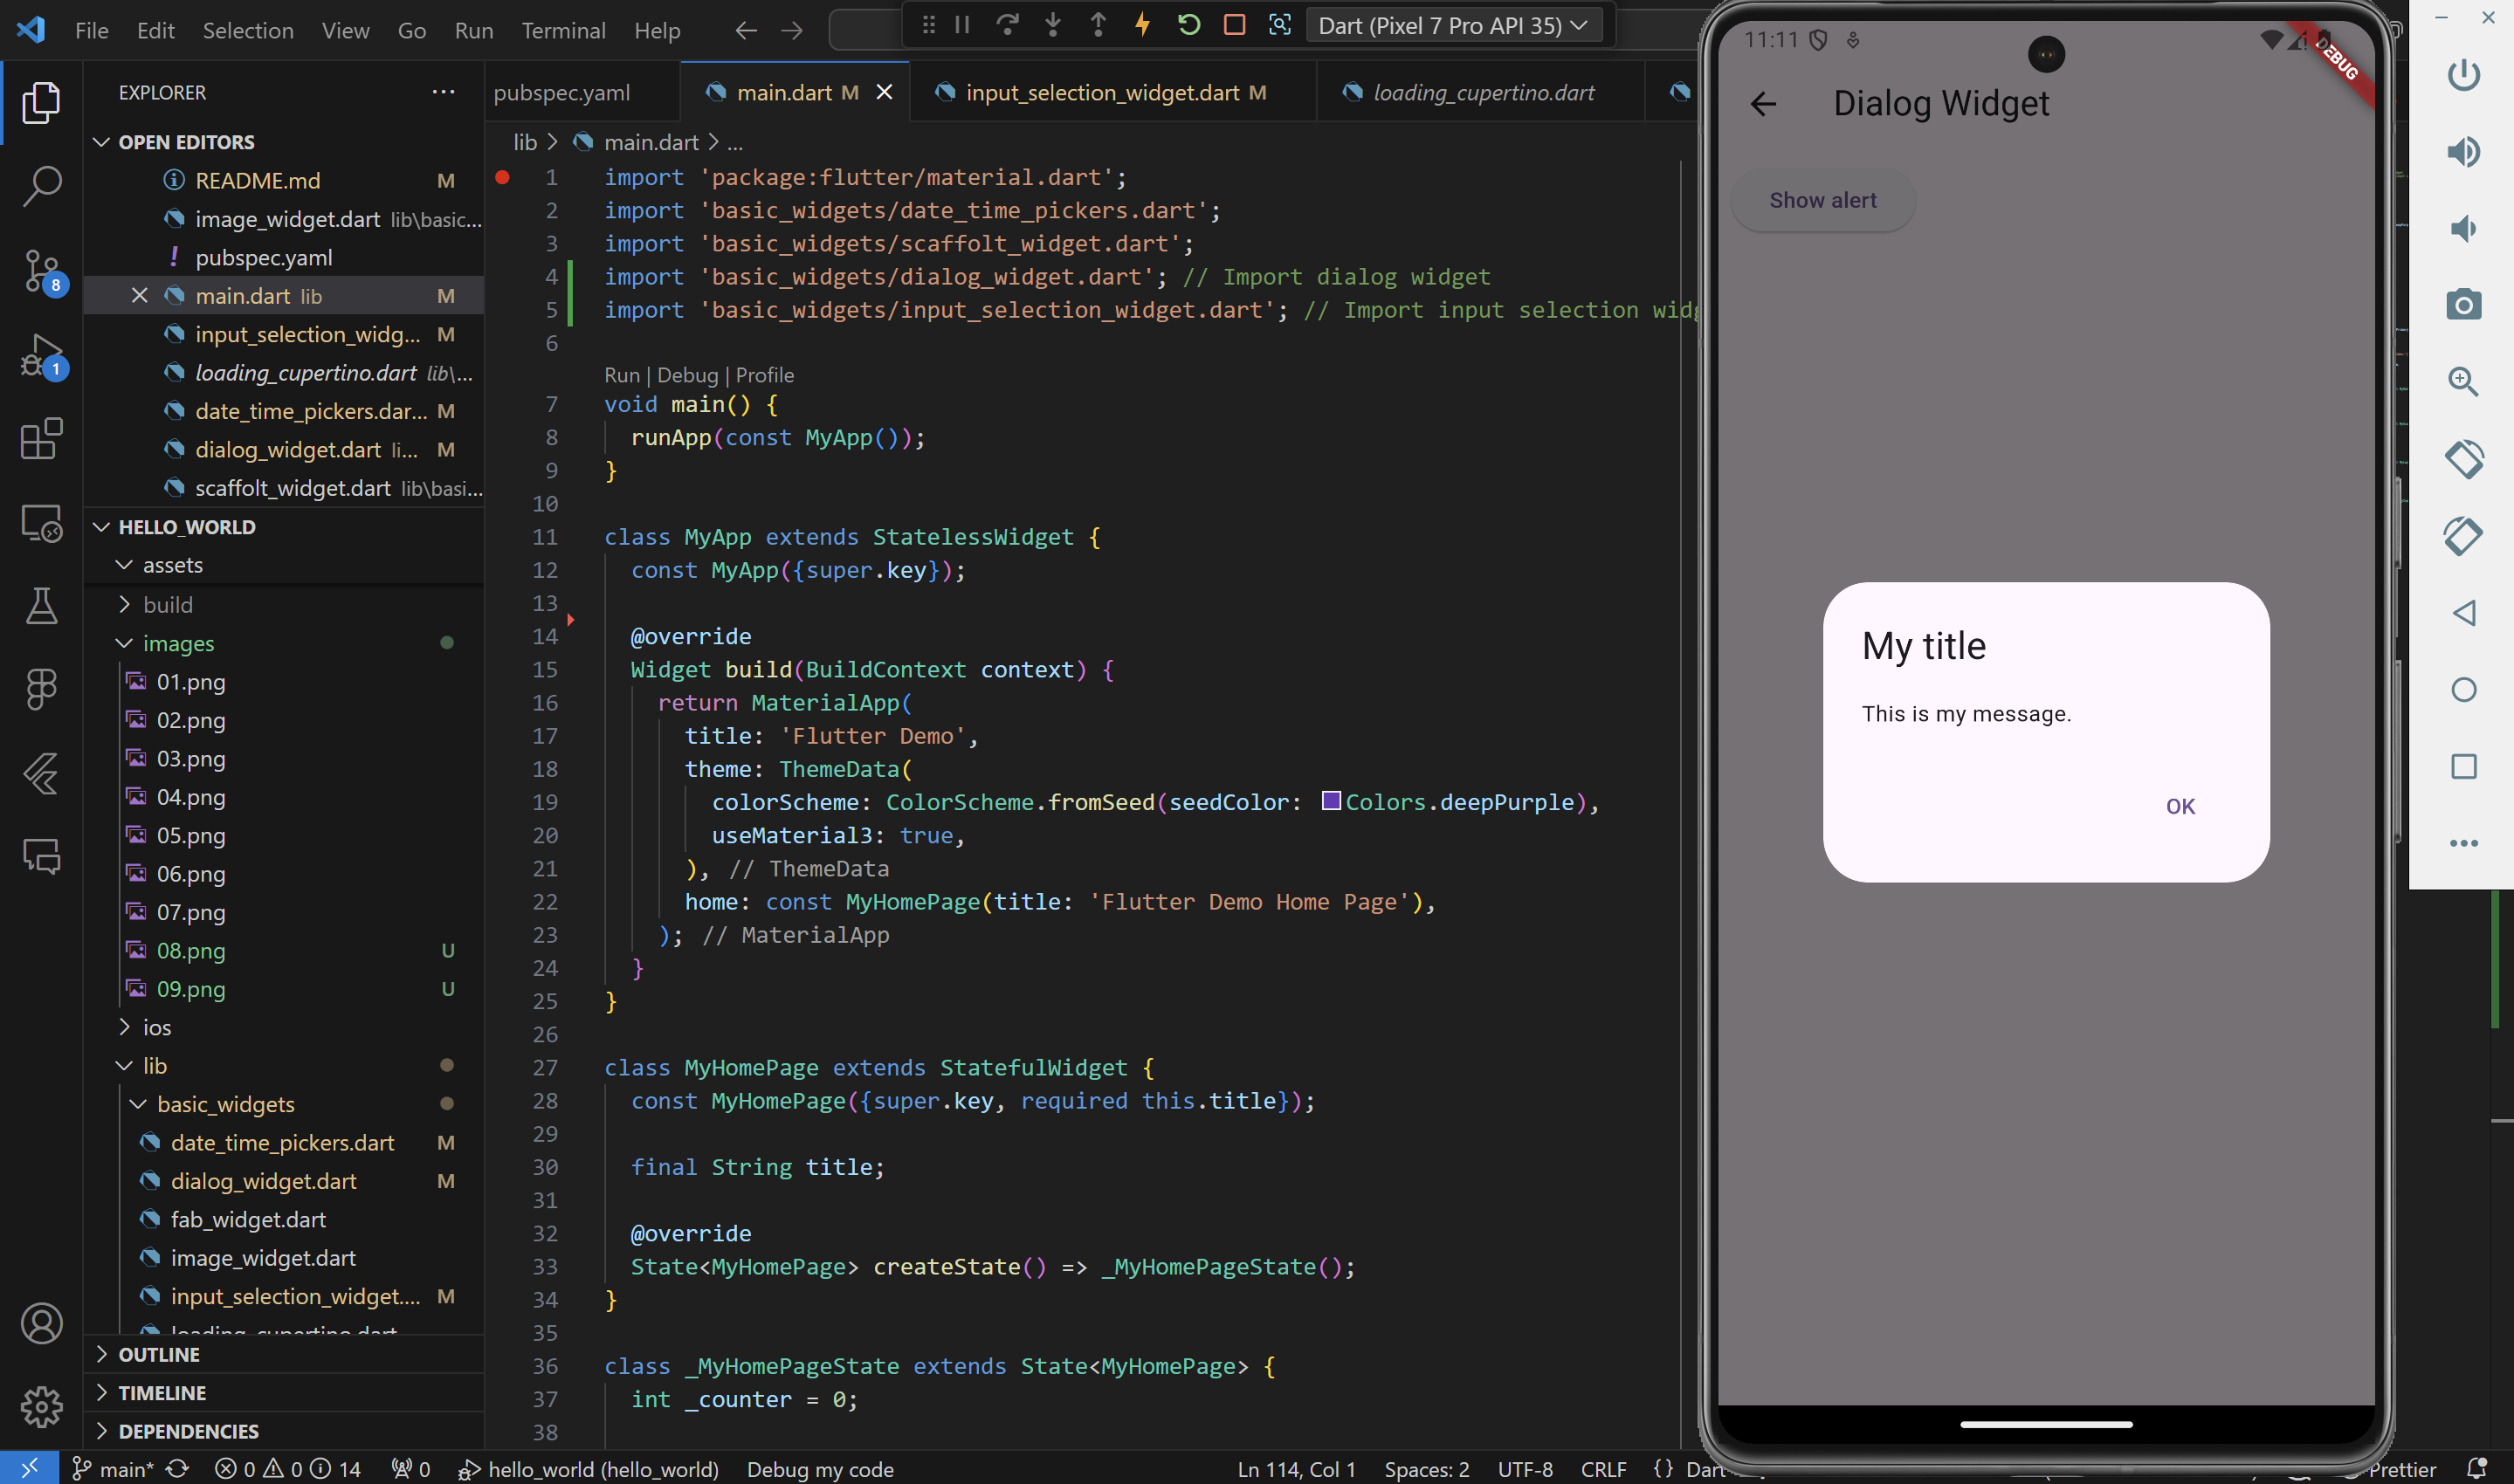 File Edit Selection View Go Run Terminal Help
Dart (Pixel 7 Pro API 35)
EXPLORER
OPEN EDITORS
README.md M
image_widget.dart lib\basic...
pubspec.yaml
main.dart lib M
input_selection_widg... M
loading_cupertino.dart lib\...
date_time_pickers.dar... M
dialog_widget.dart li... M
scaffolt_widget.dart lib\basi...
HELLO_WORLD
assets
build
images
01.png
02.png
03.png
04.png
05.png
06.png
07.png
08.png U
09.png U
ios
lib
basic_widgets
date_time_pickers.dart M
dialog_widget.dart M
fab_widget.dart
image_widget.dart
input_selection_widget.... M
loading_cupertino.dart
OUTLINE
TIMELINE
DEPENDENCIES
8
1
pubspec.yaml main.dart M input_selection_widget.dart M loading_cupertino.dart
lib > main.dart > ...
1 import 'package:flutter/material.dart';
2 import 'basic_widgets/date_time_pickers.dart';
3 import 'basic_widgets/scaffolt_widget.dart';
4 import 'basic_widgets/dialog_widget.dart'; // Import dialog widget
5 import 'basic_widgets/input_selection_widget.dart'; // Import input selection widg
6
Run | Debug | Profile
7 void main() {
8 runApp(const MyApp());
9 }
10
11 class MyApp extends StatelessWidget {
12 const MyApp({super.key});
13
14 @override
15 Widget build(BuildContext context) {
16 return MaterialApp(
17 title: 'Flutter Demo',
18 theme: ThemeData(
19 colorScheme: ColorScheme.fromSeed(seedColor: Colors.deepPurple),
20 useMaterial3: true,
21 ), // ThemeData
22 home: const MyHomePage(title: 'Flutter Demo Home Page'),
23 ); // MaterialApp
24 }
25 }
26
27 class MyHomePage extends StatefulWidget {
28 const MyHomePage({super.key, required this.title});
29
30 final String title;
31
32 @override
33 State<MyHomePage> createState() => _MyHomePageState();
34 }
35
36 class _MyHomePageState extends State<MyHomePage> {
37 int _counter = 0;
38
11:11
DEBUG
Dialog Widget
Show alert
My title
This is my message.
OK
main* 0 0 14 0 hello_world (hello_world) Debug my code Ln 114, Col 1 Spaces: 2 UTF-8 CRLF {} Dart Prettier